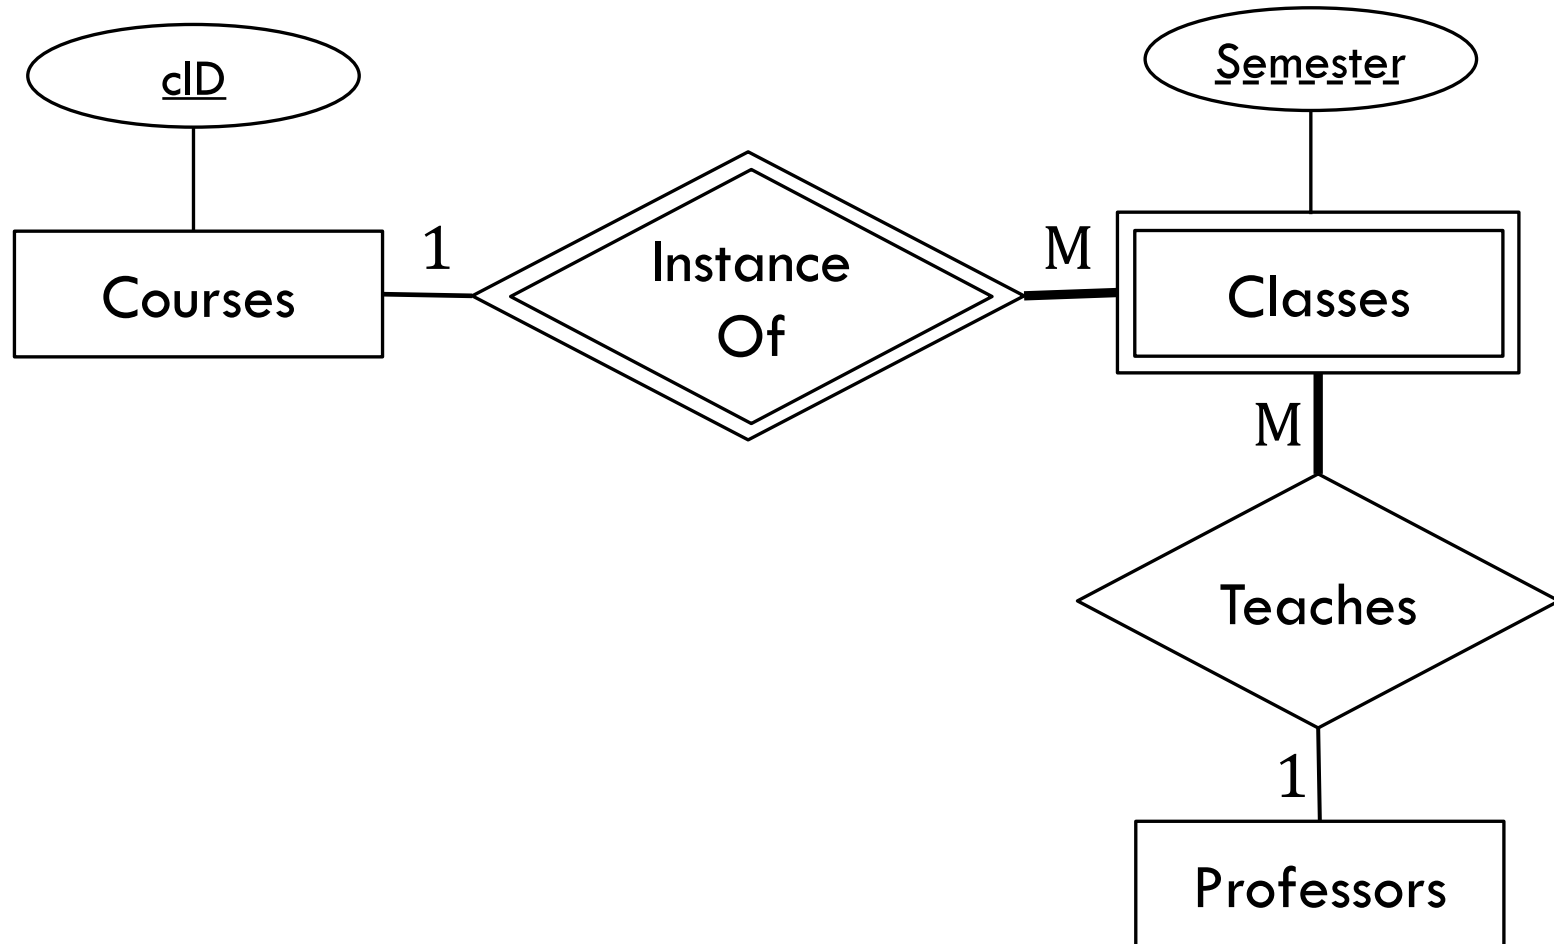 cID
Semester
1
Instance
Of
M
Courses
Classes
M
Teaches
1
Professors